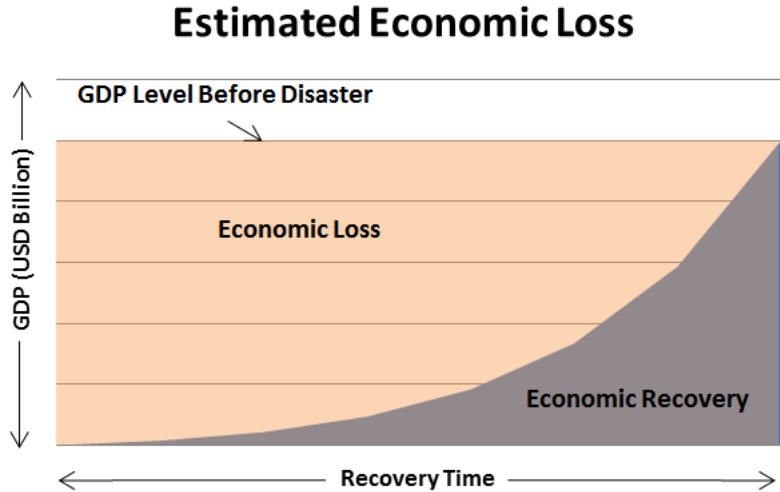 Estimated Economic Loss
GDP Level Before Disaster
GDP (USD Billion)
Economic Loss
Economic Recovery
Recovery Time